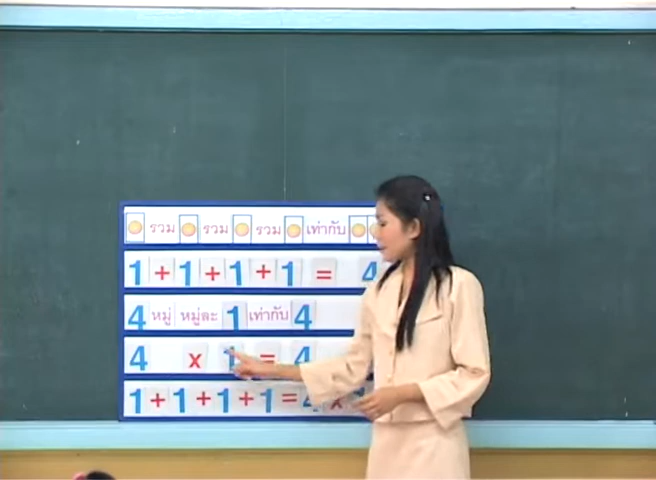 รวม รวม รวม เท่ากับ
1 + 1 + 1 + 1 = 4
4 หมู่ หมู่ละ 1 เท่ากับ 4
4 x 1 = 4
1 + 1 + 1 + 1 = 4 x